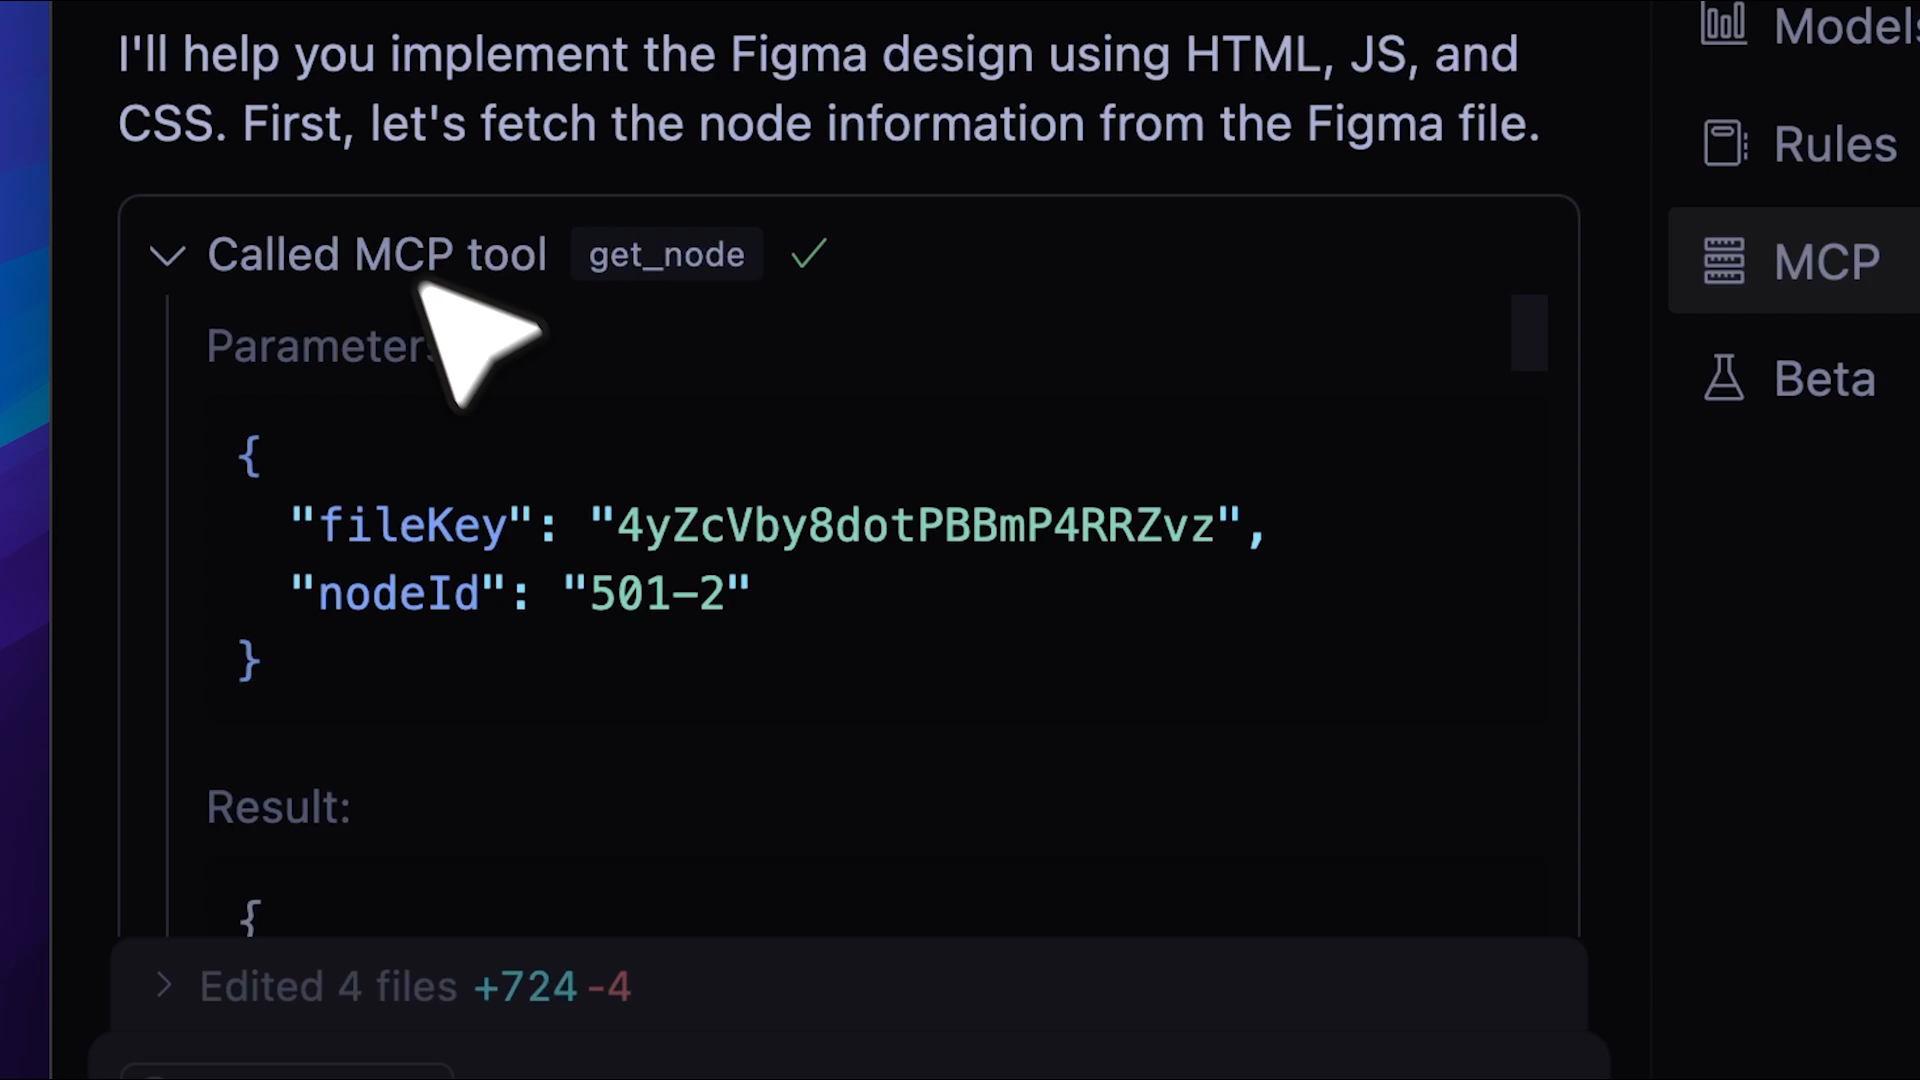 I'll help you implement the Figma design using HTML, JS, and
CSS. First, let's fetch the node information from the Figma file.
Called MCP tool get_node
Parameters
{
"fileKey": "4yZcVby8dotPBBmP4RRZvz",
"nodeId": "501-2"
}
Result:
{
Edited 4 files +724 -4
Models
Rules
MCP
Beta